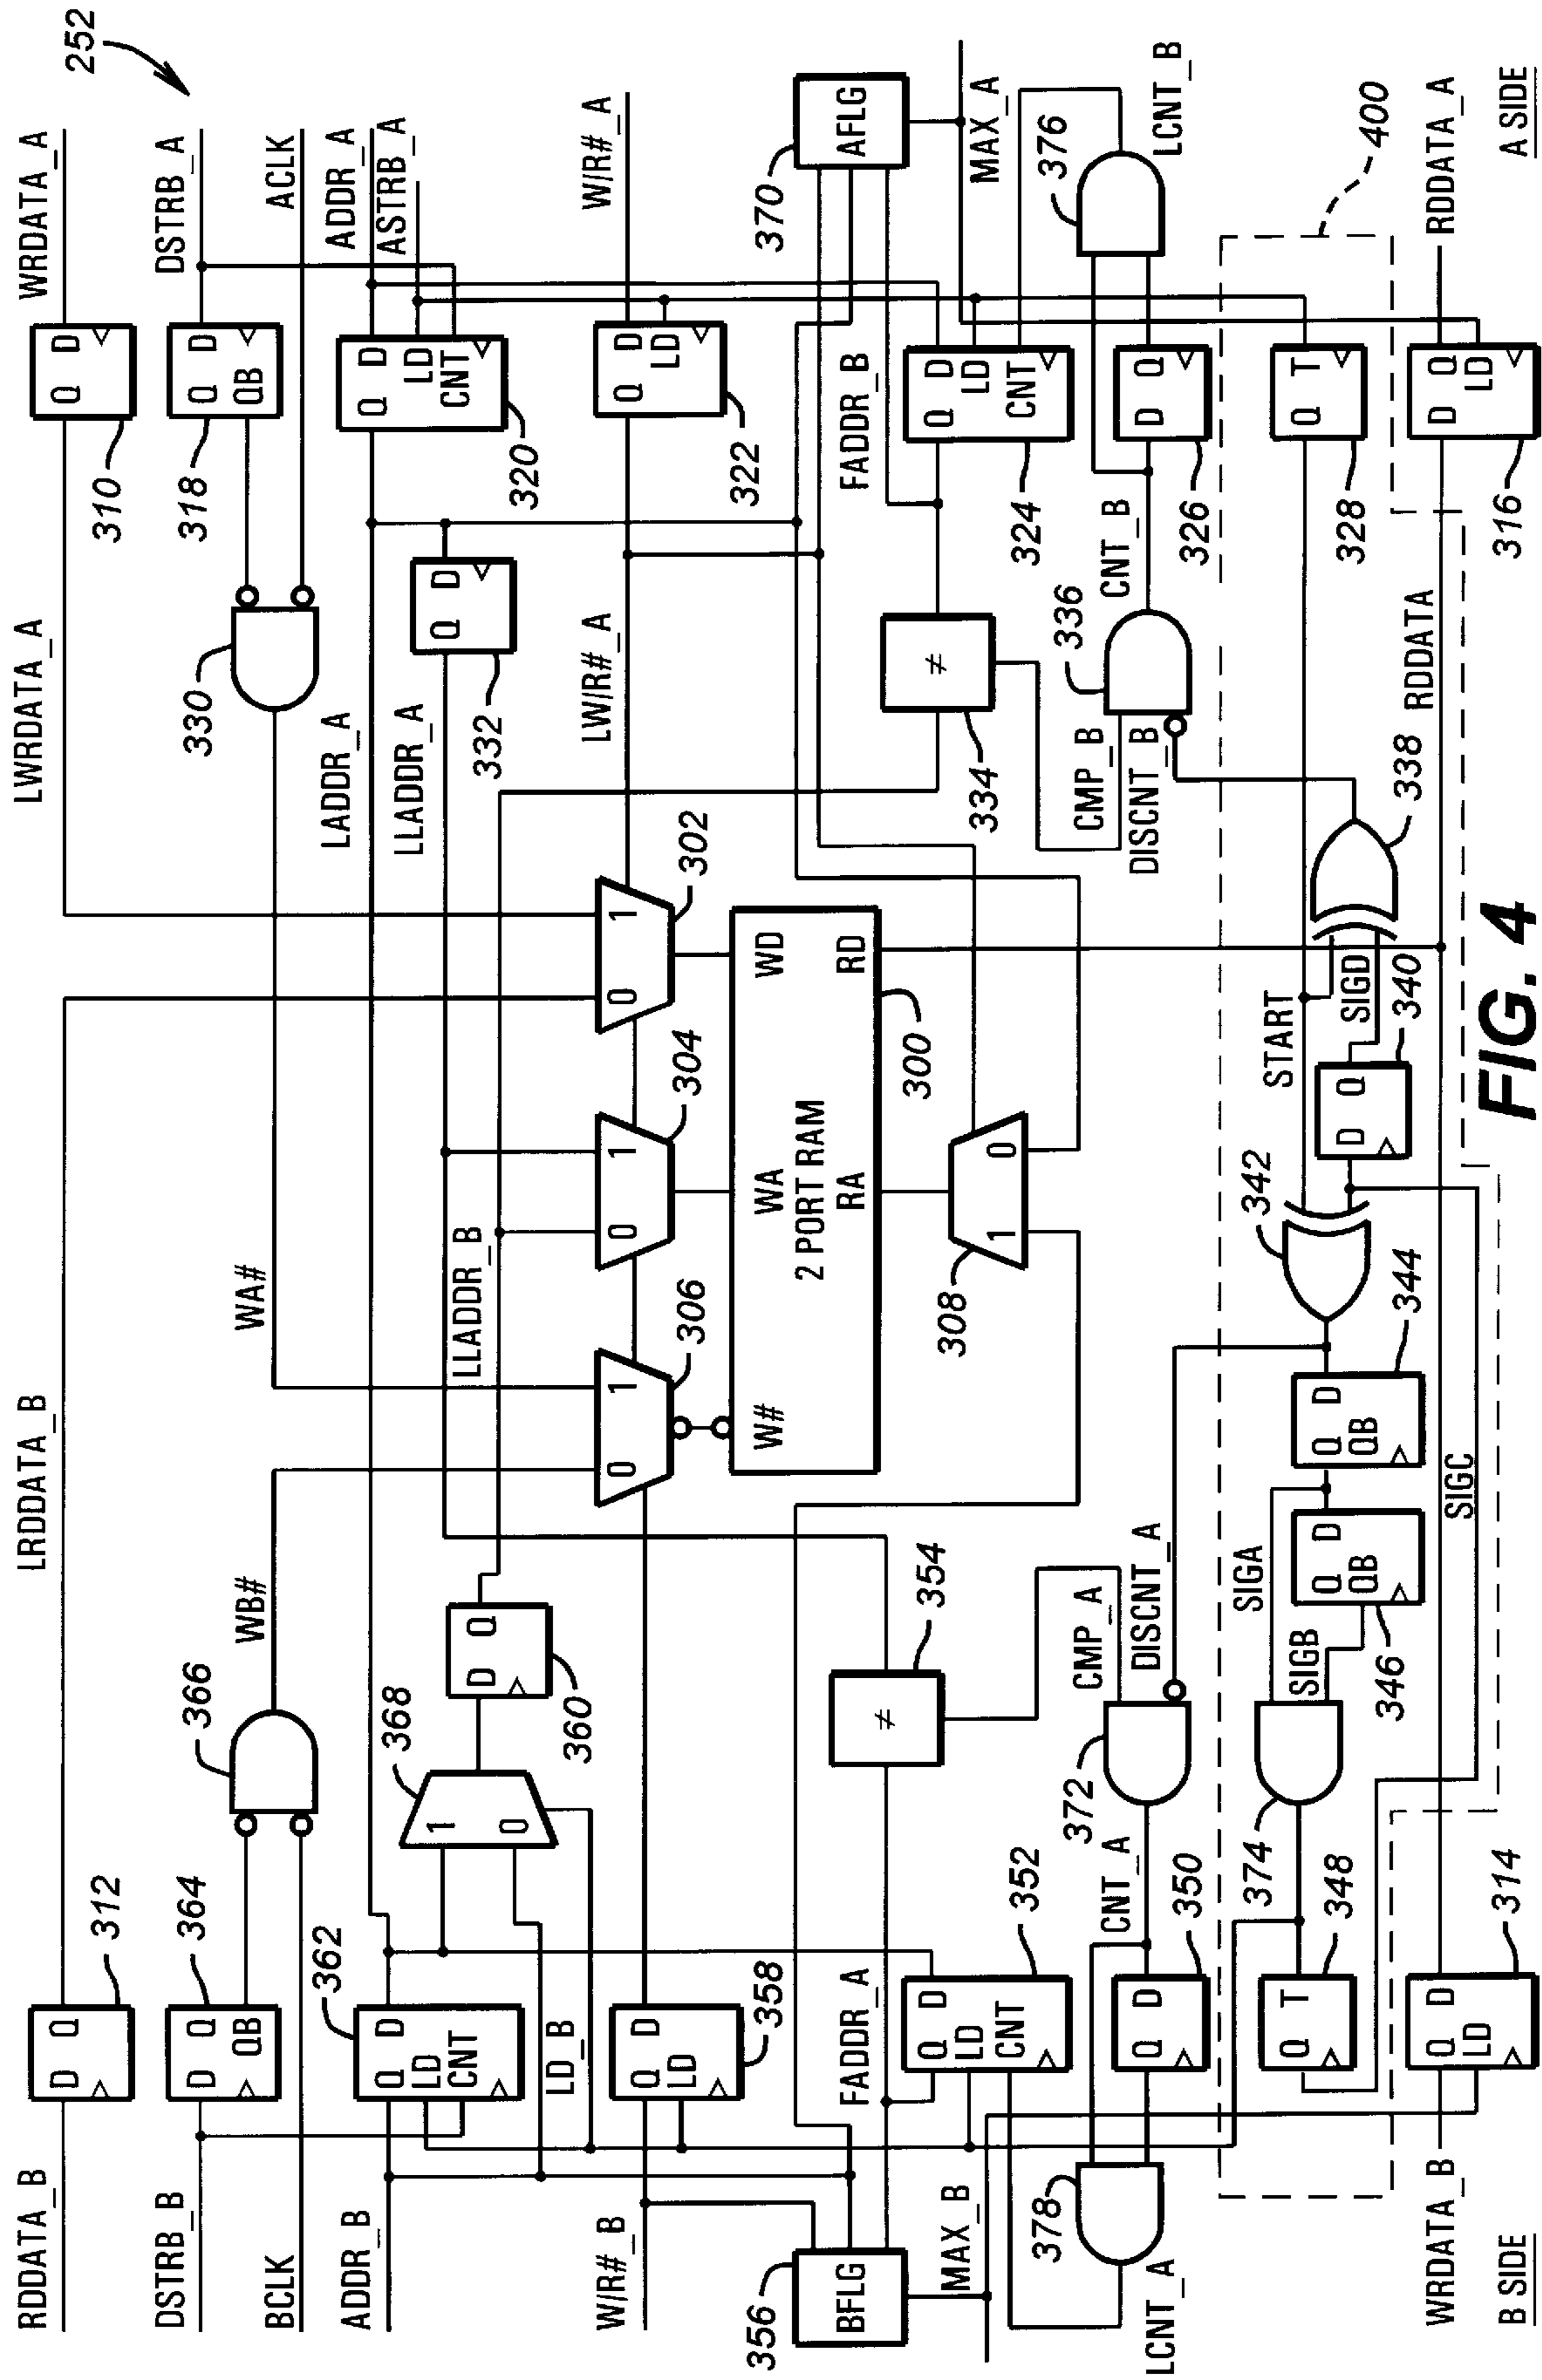 252
WRDATA_A
DSTRB_A
ACLK
ADDR_A
ASTRB_A
W/R#_A
MAX_A
LCNT_B
RDDATA_A
A SIDE
Q D
310
Q D
QB
318
Q D
LD
CNT
320
Q D
LD
322
AFLG
370
376
400
FADDR_B
Q D
LD
CNT
324
D Q
326
Q T
328
D Q
LD
316
LWRDATA_A
330
LADDR_A
Q D
332
LLADDR_A
LW/R#_A
≠
334
CNT_B
336
CMP_B
DISCNT_B
RDDATA
338
0 1
302
0 1
304
0 1
306
WD
WA
W#
2 PORT RAM
RD
RA
300
1 0
308
START
SIGD
D Q
340
342
Q D
QB
344
Q D
QB
346
SIGA
SIGB
SIGC
LRDDATA_B
WA#
WB#
LLADDR_B
366
368
1
0
D Q
360
≠
354
CMP_A
DISCNT_A
372
CNT_A
374
D Q
312
D Q
QB
364
Q D
LD
CNT
362
LD_B
Q D
LD
358
FADDR_A
Q D
LD
CNT
352
Q D
350
Q T
348
Q D
LD
314
RDDATA_B
DSTRB_B
BCLK
ADDR_B
W/R#_B
BFLG
356
MAX_B
378
LCNT_A
WRDATA_B
B SIDE
FIG. 4